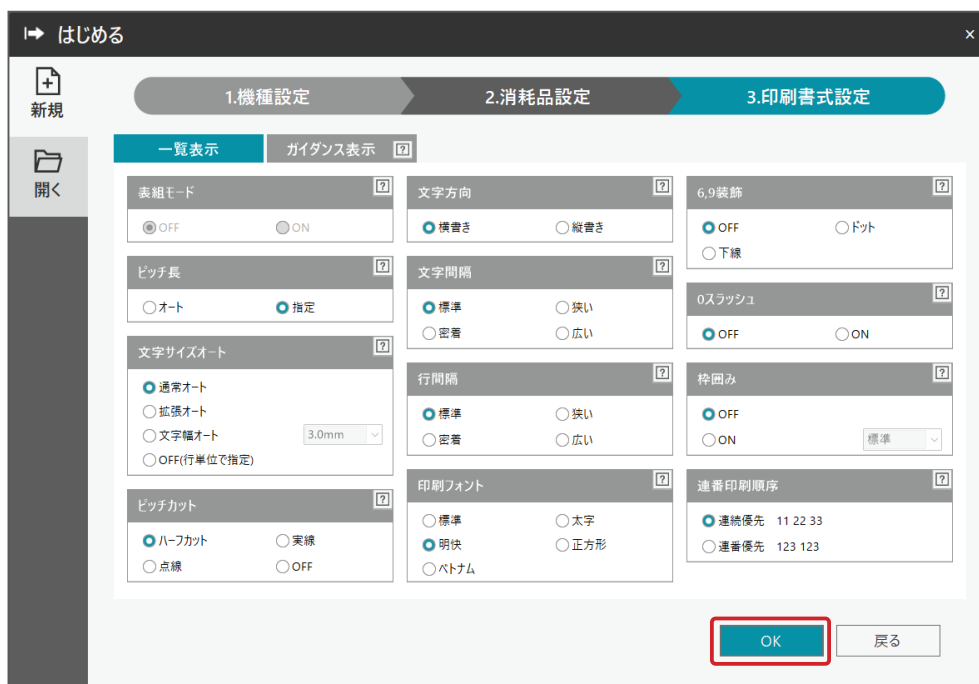 はじめる ×
新規
開く
1.機種設定 2.消耗品設定 3.印刷書式設定
一覧表示 ガイダンス表示 ?
表組モード ?
OFF ON
ピッチ長 ?
オート 指定
文字サイズオート ?
通常オート
拡張オート
文字幅オート 3.0mm
OFF(行単位で指定)
ピッチカット ?
ハーフカット 実線
点線 OFF
文字方向 ?
横書き 縦書き
文字間隔 ?
標準 狭い
密着 広い
行間隔 ?
標準 狭い
密着 広い
印刷フォント ?
標準 太字
明快 正方形
ベトナム
6,9装飾 ?
OFF ドット
下線
0スラッシュ ?
OFF ON
枠囲み ?
OFF
ON 標準
連番印刷順序 ?
連続優先 11 22 33
連番優先 123 123
OK 戻る